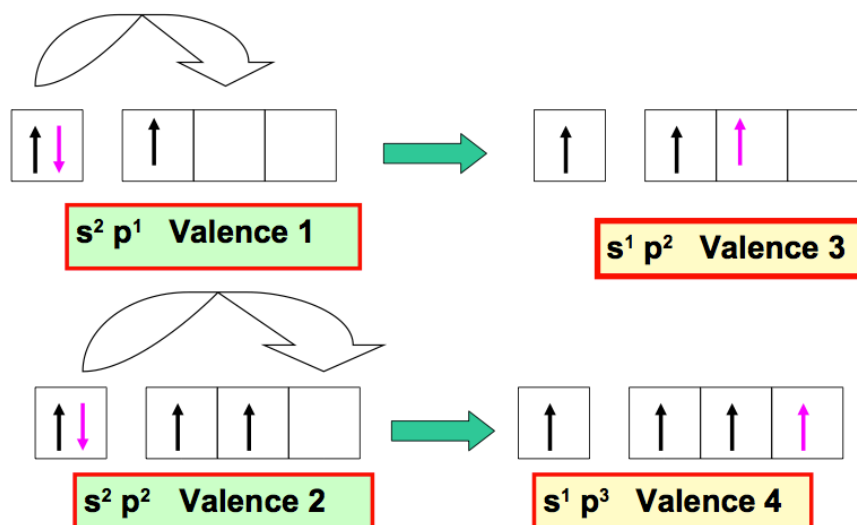 s² p¹ Valence 1
s¹ p² Valence 3
s² p² Valence 2
s¹ p³ Valence 4